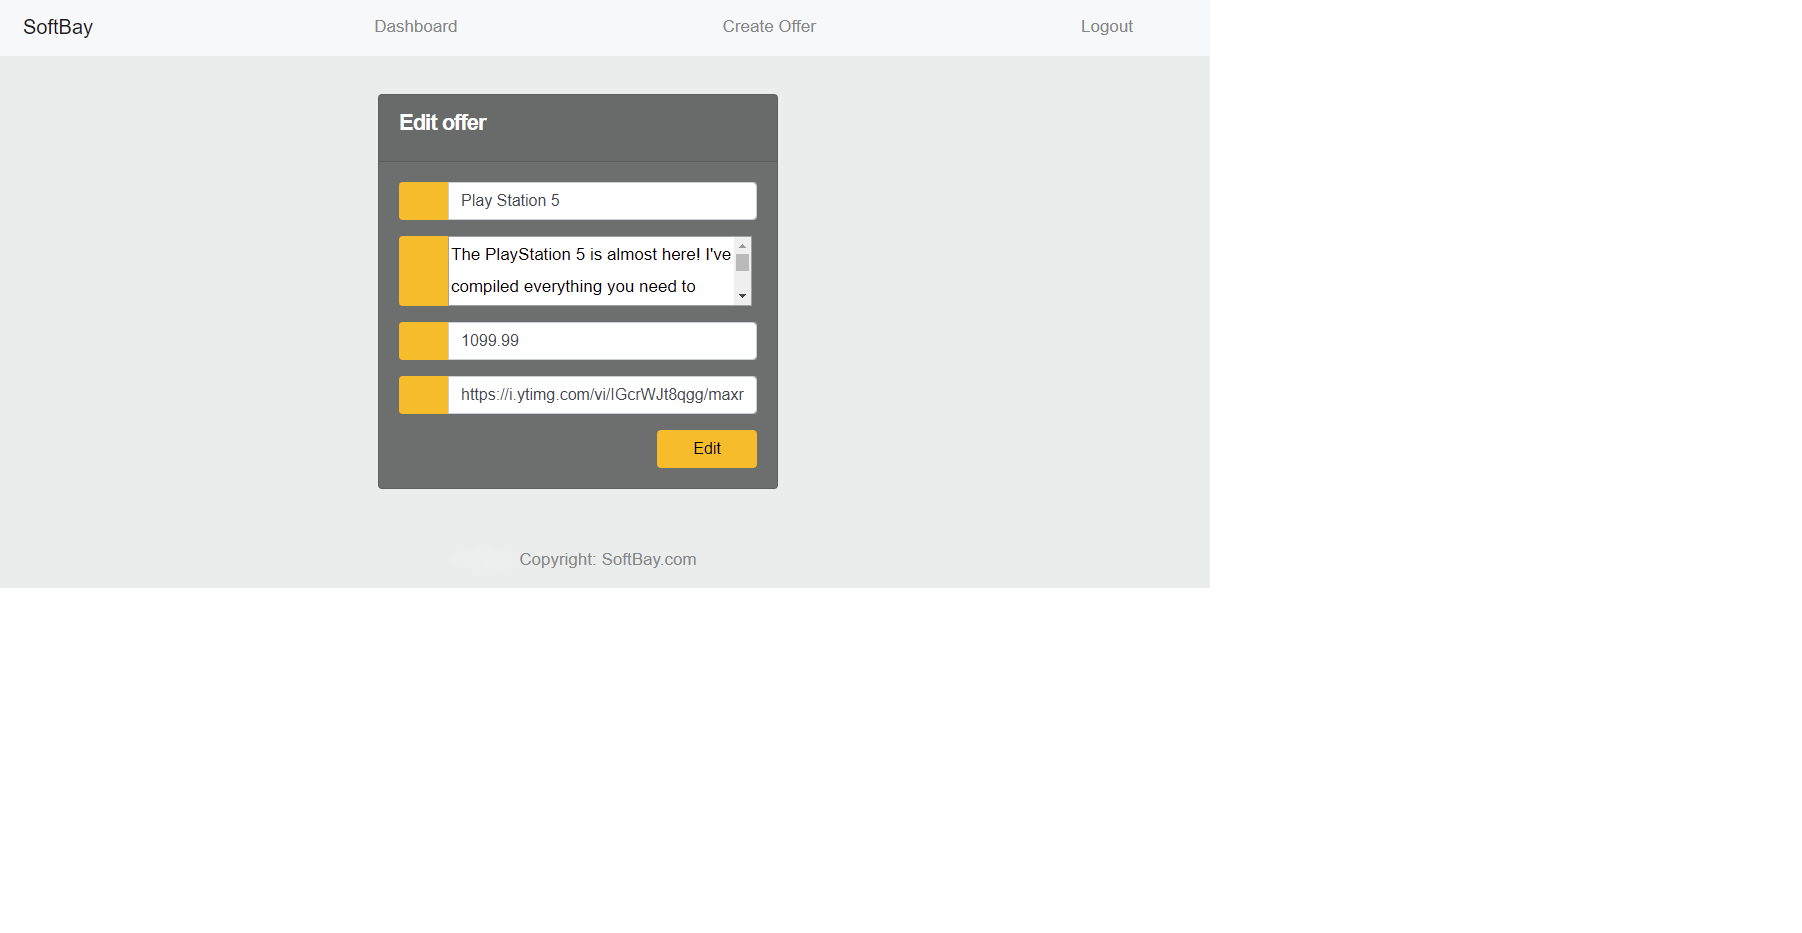 SoftBay Dashboard Create Offer Logout
Edit offer
Play Station 5
The PlayStation 5 is almost here! I've
compiled everything you need to
1099.99
https://i.ytimg.com/vi/IGcrWJt8qgg/maxr
Edit
Copyright: SoftBay.com